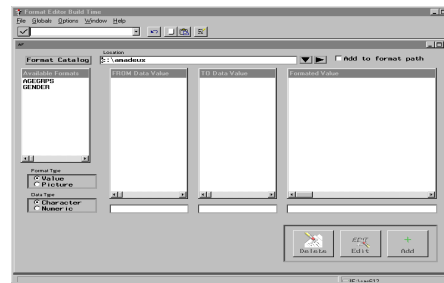 Format Editor Build Time
File Globals Options Window Help
Location
Format Catalog
:\amadeus
Add to format path
Available Formats
FROM Data Value
TO Data Value
Formated Value
AGEGRPS
GENDER
Format Type
Value
Picture
Data Type
Character
Numeric
Delete
Edit
Add